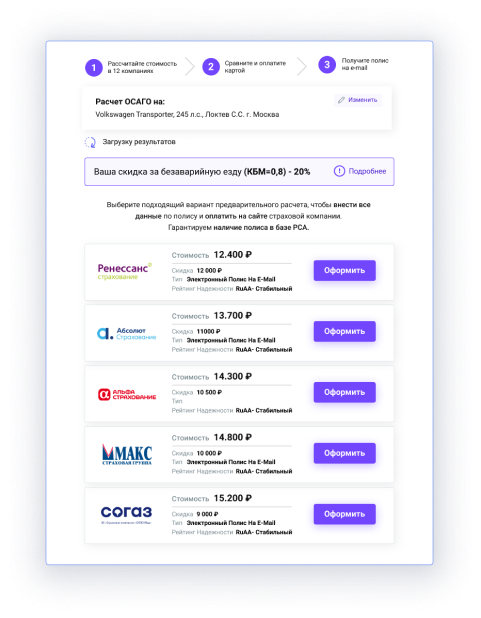 1 Рассчитайте стоимость
в 12 компаниях
2 Сравните и оплатите
картой
3 Получите полис
на e-mail
Расчет ОСАГО на:
Изменить
Volkswagen Transporter, 245 л.с., Локтев С.С. г. Москва
Загрузку результатов
Ваша скидка за безаварийную езду (КБМ=0,8) - 20%
Подробнее
Выберите подходящий вариант предварительного расчета, чтобы внести все
данные по полису и оплатить на сайте страховой компании.
Гарантируем наличие полиса в базе РСА.
Ренессанс®
страхование
Стоимость 12.400 ₽
Скидка 12 000 ₽
Тип Электронный Полис На E-Mail
Рейтинг Надежности RuAA- Стабильный
Оформить
Абсолют
Страхование
Стоимость 13.700 ₽
Скидка 11000 ₽
Тип Электронный Полис На E-Mail
Рейтинг Надежности RuAA- Стабильный
Оформить
АЛЬФА
СТРАХОВАНИЕ
Стоимость 14.300 ₽
Скидка 10 500 ₽
Тип
Рейтинг Надежности RuAA- Стабильный
Оформить
МАКС
СТРАХОВАЯ ГРУППА
Стоимость 14.800 ₽
Скидка 10 000 ₽
Тип Электронный Полис На E-Mail
Рейтинг Надежности RuAA- Стабильный
Оформить
согаз
Стоимость 15.200 ₽
Скидка 9 000 ₽
Тип Электронный Полис На E-Mail
Рейтинг Надежности RuAA- Стабильный
Оформить